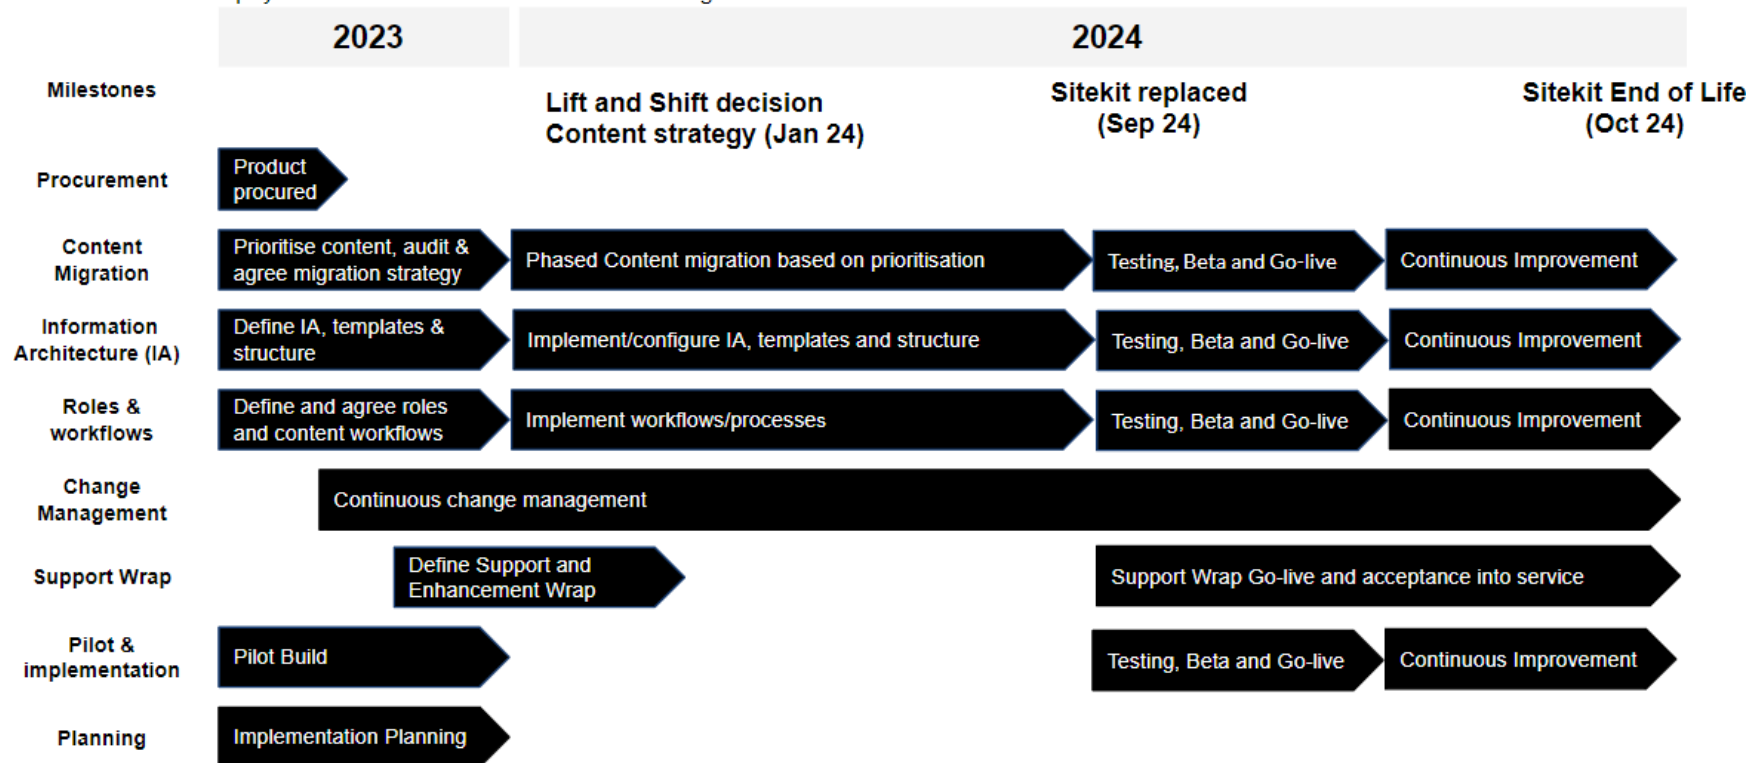 2023
2024
Milestones
Lift and Shift decision
Content strategy (Jan 24)
Sitekit replaced
(Sep 24)
Sitekit End of Life
(Oct 24)
Procurement
Product
procured
Content
Migration
Prioritise content, audit &
agree migration strategy
Phased Content migration based on prioritisation
Testing, Beta and Go-live
Continuous Improvement
Information
Architecture (IA)
Define IA, templates &
structure
Implement/configure IA, templates and structure
Testing, Beta and Go-live
Continuous Improvement
Roles &
workflows
Define and agree roles
and content workflows
Implement workflows/processes
Testing, Beta and Go-live
Continuous Improvement
Change
Management
Continuous change management
Support Wrap
Define Support and
Enhancement Wrap
Support Wrap Go-live and acceptance into service
Pilot &
implementation
Pilot Build
Testing, Beta and Go-live
Continuous Improvement
Planning
Implementation Planning